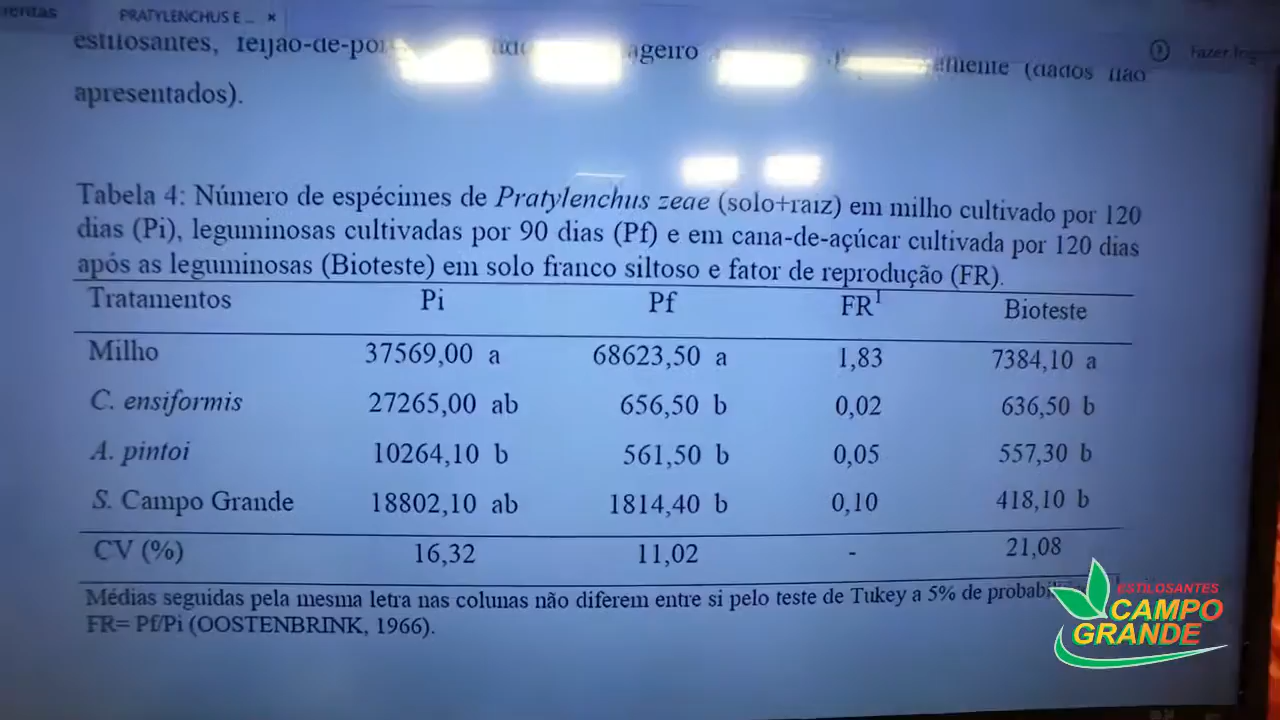 PRATYLENCHUS E ... ×
estilosantes, feijão-de-por ageiro (dados não
Fazer
apresentados).
Tabela 4: Número de espécimes de Pratylenchus zeae (solo+raiz) em milho cultivado por 120
dias (Pi), leguminosas cultivadas por 90 dias (Pf) e em cana-de-açúcar cultivada por 120 dias
após as leguminosas (Bioteste) em solo franco siltoso e fator de reprodução (FR).
Tratamentos Pi Pf FR¹ Bioteste
Milho 37569,00 a 68623,50 a 1,83 7384,10 a
C. ensiformis 27265,00 ab 656,50 b 0,02 636,50 b
A. pintoi 10264,10 b 561,50 b 0,05 557,30 b
S. Campo Grande 18802,10 ab 1814,40 b 0,10 418,10 b
CV (%) 16,32 11,02 - 21,08
Médias seguidas pela mesma letra nas colunas não diferem entre si pelo teste de Tukey a 5% de probabi
FR= Pf/Pi (OOSTENBRINK, 1966).
ESTILOSANTES
CAMPO
GRANDE